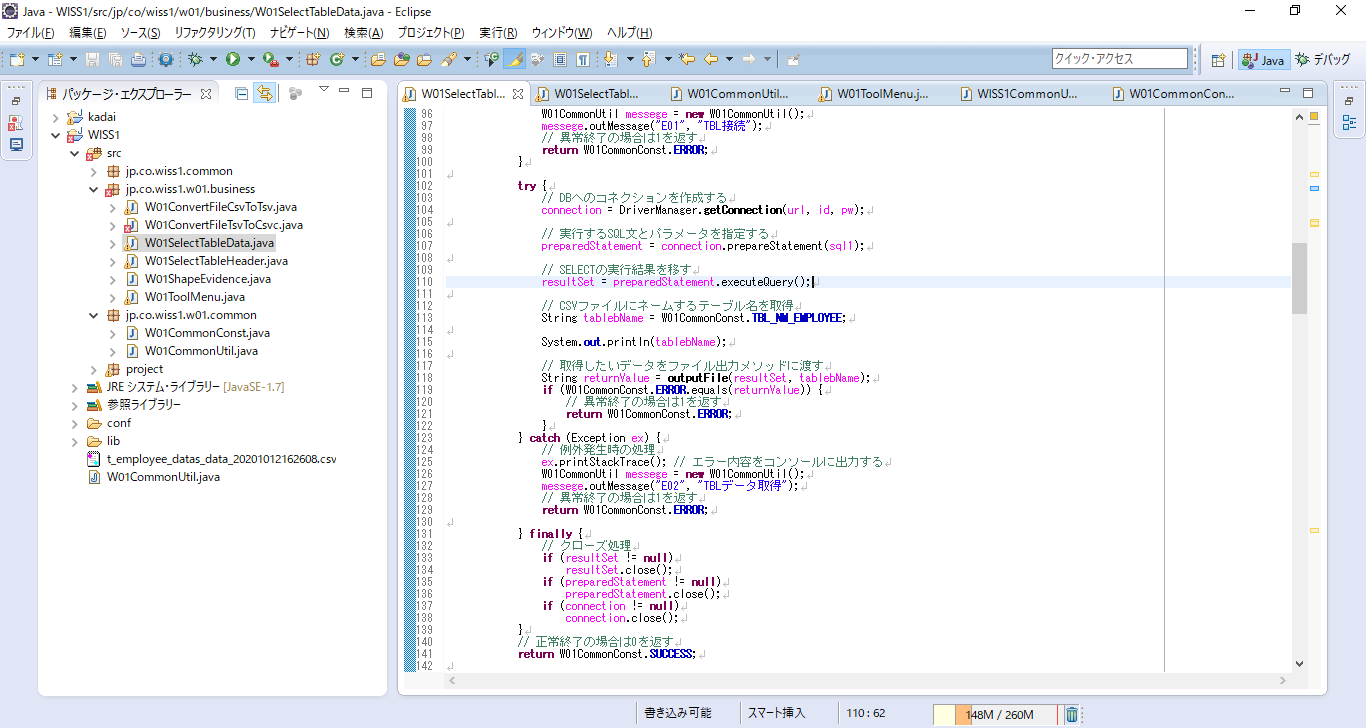 Java - WISS1/src/jp/co/wiss1/w01/business/W01SelectTableData.java - Eclipse
ファイル(F) 編集(E) ソース(S) リファクタリング(T) ナビゲート(N) 検索(A) プロジェクト(P) 実行(R) ウィンドウ(W) ヘルプ(H)
クイック・アクセス Java デバッグ
パッケージ・エクスプローラー
kadai
WISS1
src
jp.co.wiss1.common
jp.co.wiss1.w01.business
W01ConvertFileCsvToTsv.java
W01ConvertFileTsvToCsvc.java
W01SelectTableData.java
W01SelectTableHeader.java
W01ShapeEvidence.java
W01ToolMenu.java
jp.co.wiss1.w01.common
W01CommonConst.java
W01CommonUtil.java
project
JRE システム・ライブラリー [JavaSE-1.7]
参照ライブラリー
conf
lib
t_employee_datas_data_20201012162608.csv
W01CommonUtil.java
W01SelectTabl... W01SelectTabl... W01CommonUtil... W01ToolMenu.j... WISS1CommonU... W01CommonCon...
96 W01CommonUtil messege = new W01CommonUtil();
97 messege.outMessage("E01", "TBL接続");
98 // 異常終了の場合は1を返す
99 return W01CommonConst.ERROR;
100 }
101
102 try {
103 // DBへのコネクションを作成する
104 connection = DriverManager.getConnection(url, id, pw);
105
106 // 実行するSQL文とパラメータを指定する
107 preparedStatement = connection.prepareStatement(sql1);
108
109 // SELECTの実行結果を移す
110 resultSet = preparedStatement.executeQuery();
111
112 // CSVファイルにネームするテーブル名を取得
113 String tablebName = W01CommonConst.TBL_NM_EMPLOYEE;
114
115 System.out.println(tablebName);
116
117 // 取得したいデータをファイル出力メソッドに渡す
118 String returnValue = outputFile(resultSet, tablebName);
119 if (W01CommonConst.ERROR.equals(returnValue)) {
120 // 異常終了の場合は1を返す
121 return W01CommonConst.ERROR;
122 }
123 } catch (Exception ex) {
124 // 例外発生時の処理
125 ex.printStackTrace(); // エラー内容をコンソールに出力する
126 W01CommonUtil messege = new W01CommonUtil();
127 messege.outMessage("E02", "TBLデータ取得");
128 // 異常終了の場合は1を返す
129 return W01CommonConst.ERROR;
130
131 } finally {
132 // クローズ処理
133 if (resultSet != null)
134 resultSet.close();
135 if (preparedStatement != null)
136 preparedStatement.close();
137 if (connection != null)
138 connection.close();
139 }
140 // 正常終了の場合は0を返す
141 return W01CommonConst.SUCCESS;
142
書き込み可能 スマート挿入 110 : 62 148M / 260M